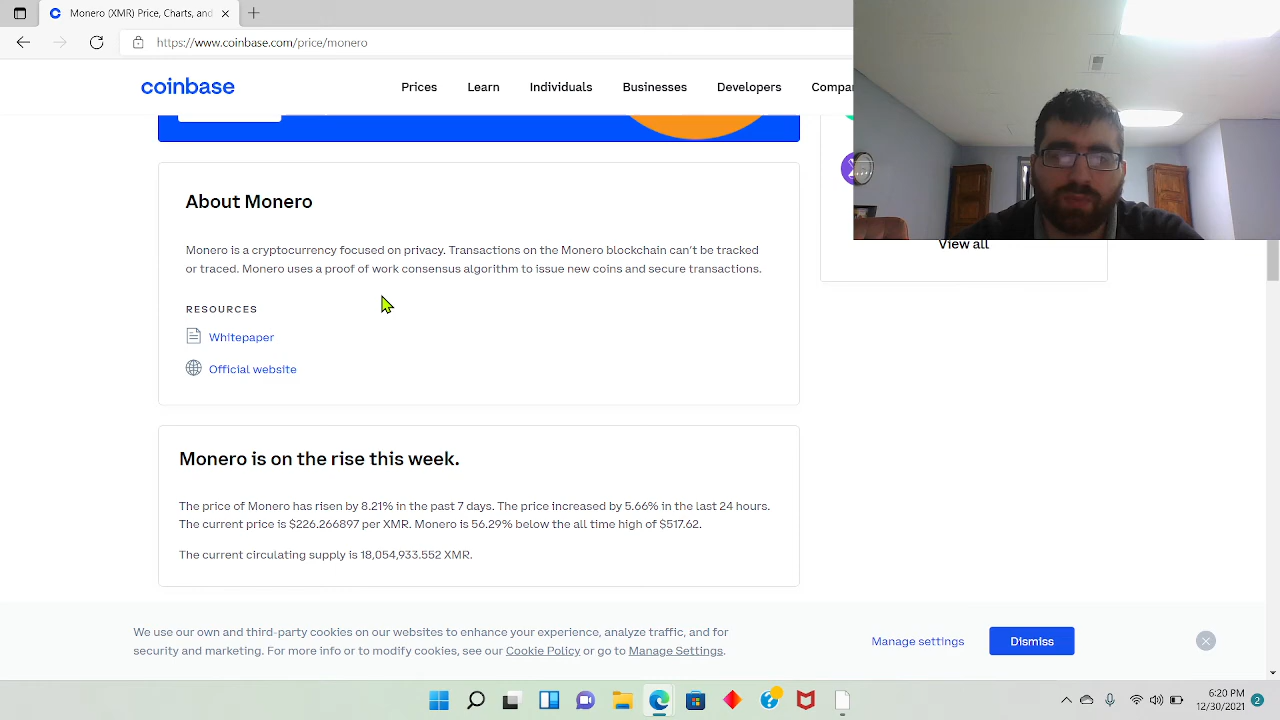 Monero (XMR) Price, Charts, and
https://www.coinbase.com/price/monero
coinbase
Prices
Learn
Individuals
Businesses
Developers
Compa
About Monero
Monero is a cryptocurrency focused on privacy. Transactions on the Monero blockchain can't be tracked
or traced. Monero uses a proof of work consensus algorithm to issue new coins and secure transactions.
RESOURCES
Whitepaper
Official website
View all
Monero is on the rise this week.
The price of Monero has risen by 8.21% in the past 7 days. The price increased by 5.66% in the last 24 hours.
The current price is $226.266897 per XMR. Monero is 56.29% below the all time high of $517.62.
The current circulating supply is 18,054,933.552 XMR.
We use our own and third-party cookies on our websites to enhance your experience, analyze traffic, and for
security and marketing. For more info or to modify cookies, see our Cookie Policy or go to Manage Settings.
Manage settings
Dismiss
6:20 PM
12/30/2021
2